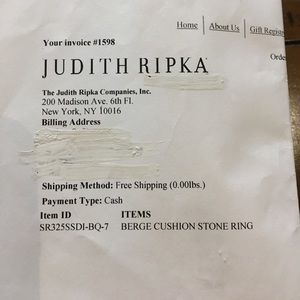 Home | About Us | Gift Regist
Your invoice #1598
Orde
JUDITH RIPKA
The Judith Ripka Companies, Inc.
200 Madison Ave. 6th Fl.
New York, NY 10016
Billing Address
Shipping Method: Free Shipping (0.00lbs.)
Payment Type: Cash
Item ID ITEMS
SR325SSDI-BQ-7 BERGE CUSHION STONE RING